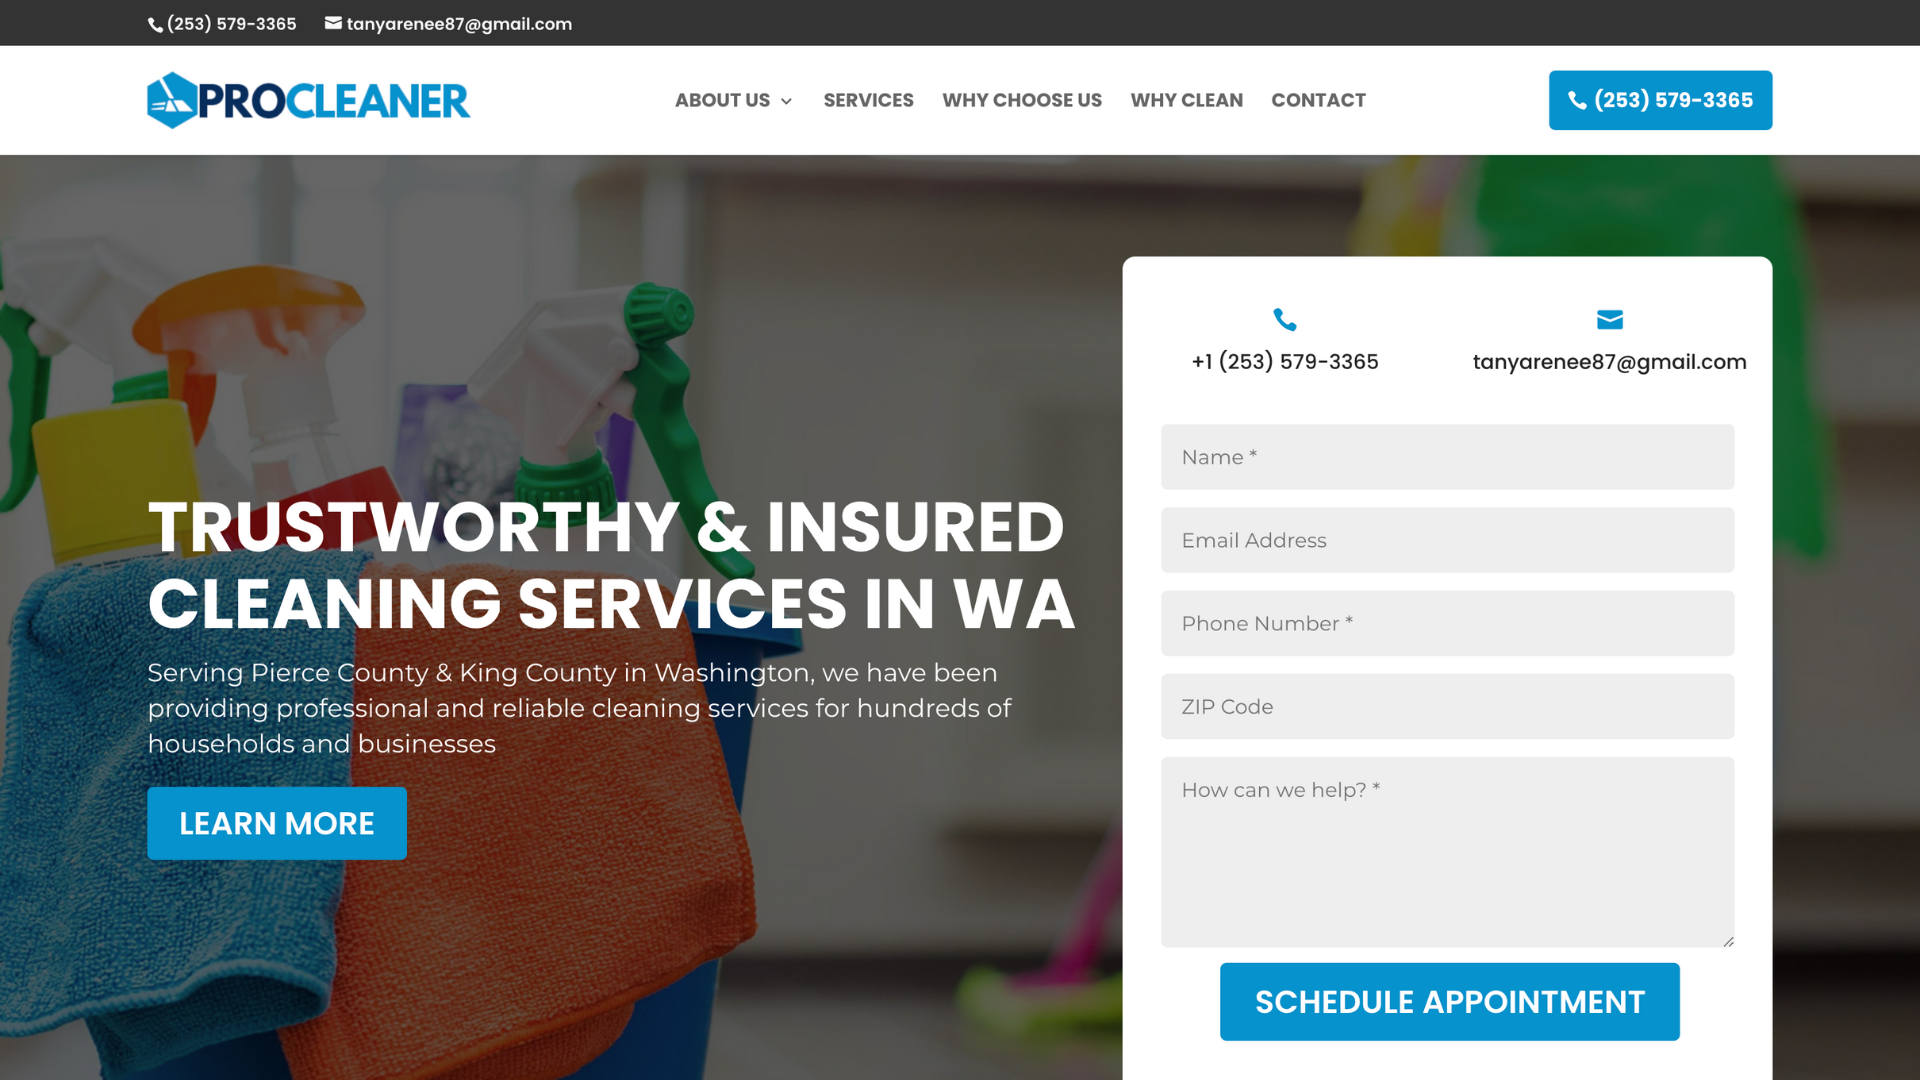 (253) 579-3365 tanyarenee87@gmail.com
PROCLEANER
ABOUT US SERVICES WHY CHOOSE US WHY CLEAN CONTACT
(253) 579-3365
TRUSTWORTHY & INSURED
CLEANING SERVICES IN WA
Serving Pierce County & King County in Washington, we have been
providing professional and reliable cleaning services for hundreds of
households and businesses
LEARN MORE
+1 (253) 579-3365
tanyarenee87@gmail.com
Name *
Email Address
Phone Number *
ZIP Code
How can we help? *
SCHEDULE APPOINTMENT